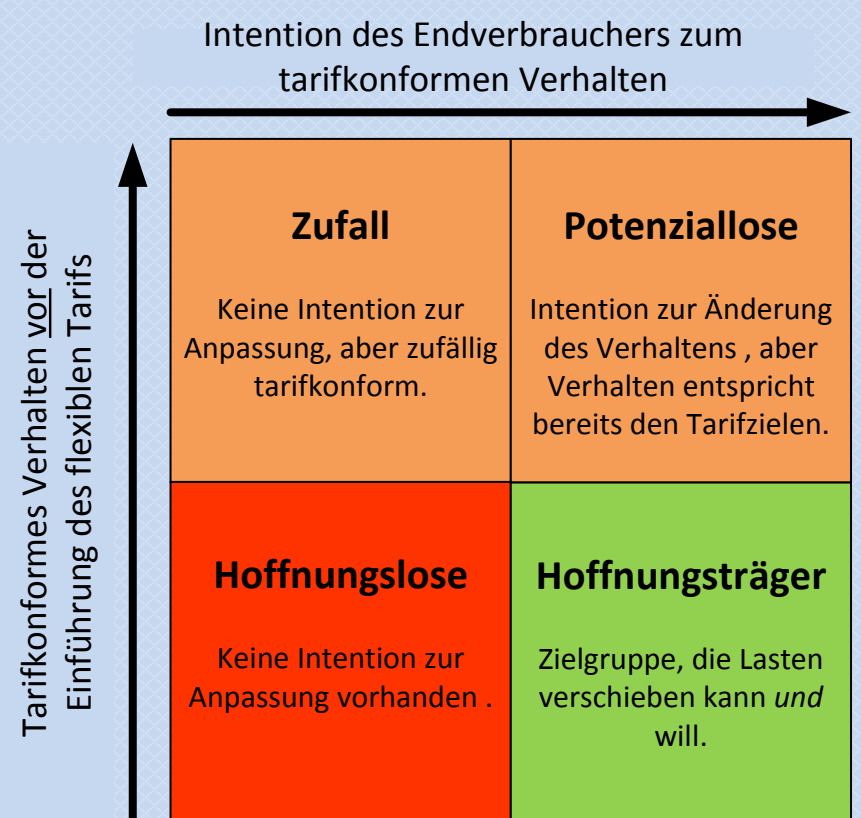 Intention des Endverbrauchers zum
tarifkonformen Verhalten
Tarifkonformes Verhalten vor der
Einführung des flexiblen Tarifs
Zufall
Keine Intention zur
Anpassung, aber zufällig
tarifkonform.
Potenziallose
Intention zur Änderung
des Verhaltens , aber
Verhalten entspricht
bereits den Tarifzielen.
Hoffnungslose
Keine Intention zur
Anpassung vorhanden .
Hoffnungsträger
Zielgruppe, die Lasten
verschieben kann und
will.